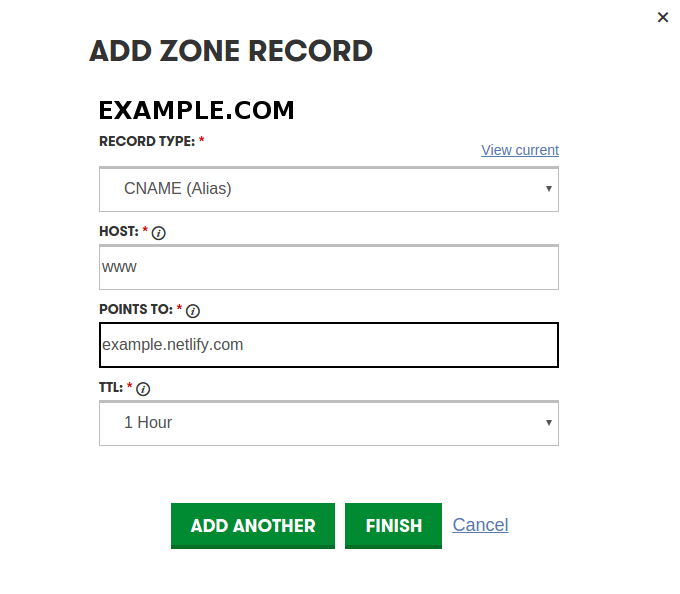 ×
ADD ZONE RECORD
EXAMPLE.COM
RECORD TYPE: *
View current
CNAME (Alias)
HOST: * i
www
POINTS TO: * i
example.netlify.com
TTL: * i
1 Hour
ADD ANOTHER FINISH Cancel